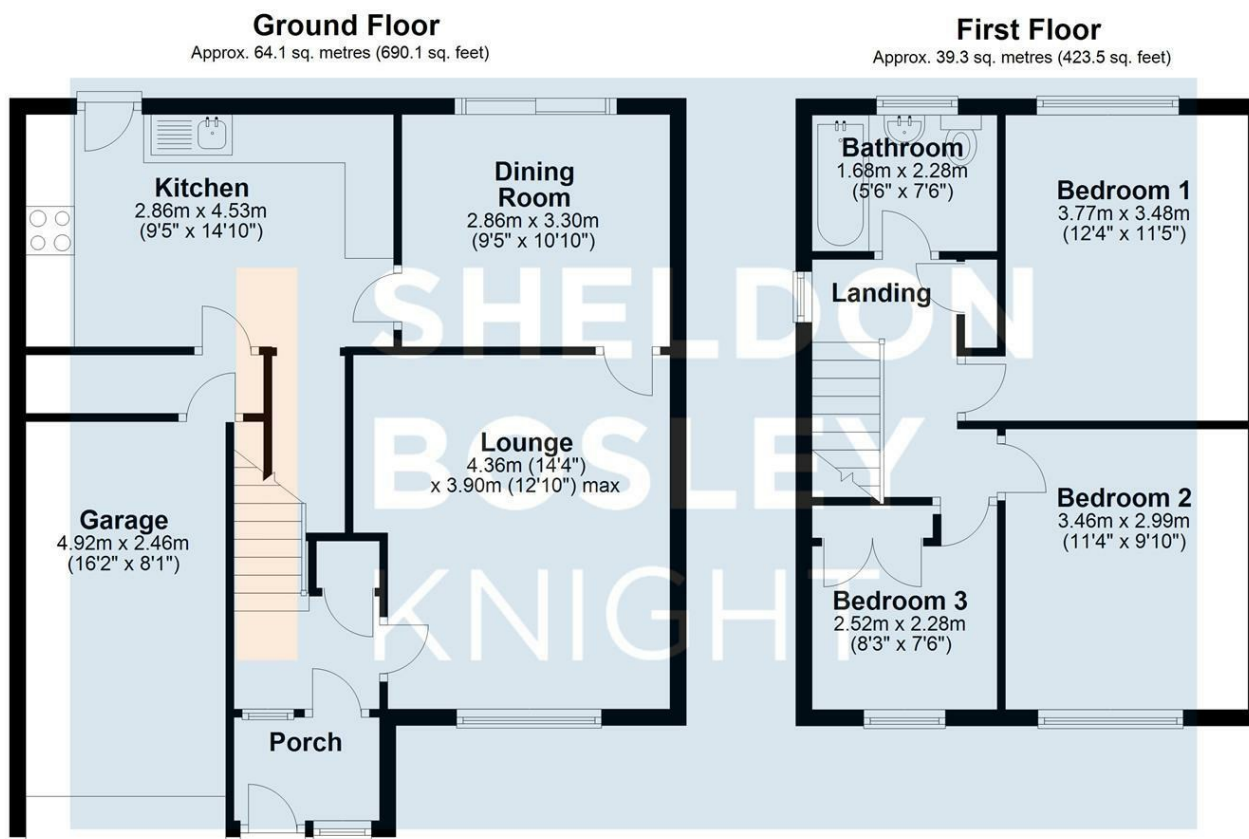 Ground Floor
Approx. 64.1 sq. metres (690.1 sq. feet)
First Floor
Approx. 39.3 sq. metres (423.5 sq. feet)
Kitchen
2.86m x 4.53m
(9'5" x 14'10")
Dining
Room
2.86m x 3.30m
(9'5" x 10'10")
Bathroom
1.68m x 2.28m
(5'6" x 7'6")
Bedroom 1
3.77m x 3.48m
(12'4" x 11'5")
Landing
Lounge
4.36m (14'4")
x 3.90m (12'10") max
Garage
4.92m x 2.46m
(16'2" x 8'1")
Bedroom 2
3.46m x 2.99m
(11'4" x 9'10")
Bedroom 3
2.52m x 2.28m
(8'3" x 7'6")
Porch
SHELDON
BOSLEY
KNIGHT